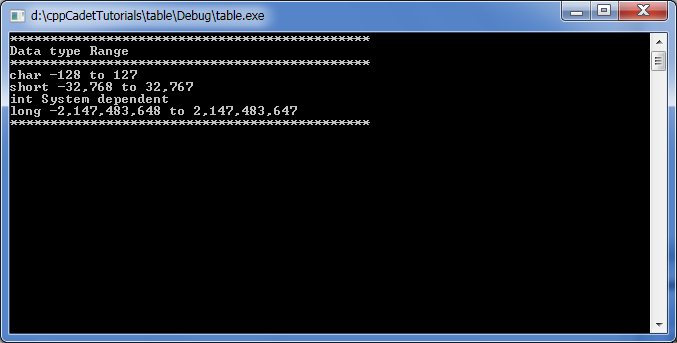 d:\cppCadetTutorials\table\Debug\table.exe
*********************************************
Data type Range
*********************************************
char -128 to 127
short -32,768 to 32,767
int System dependent
long -2,147,483,648 to 2,147,483,647
*********************************************